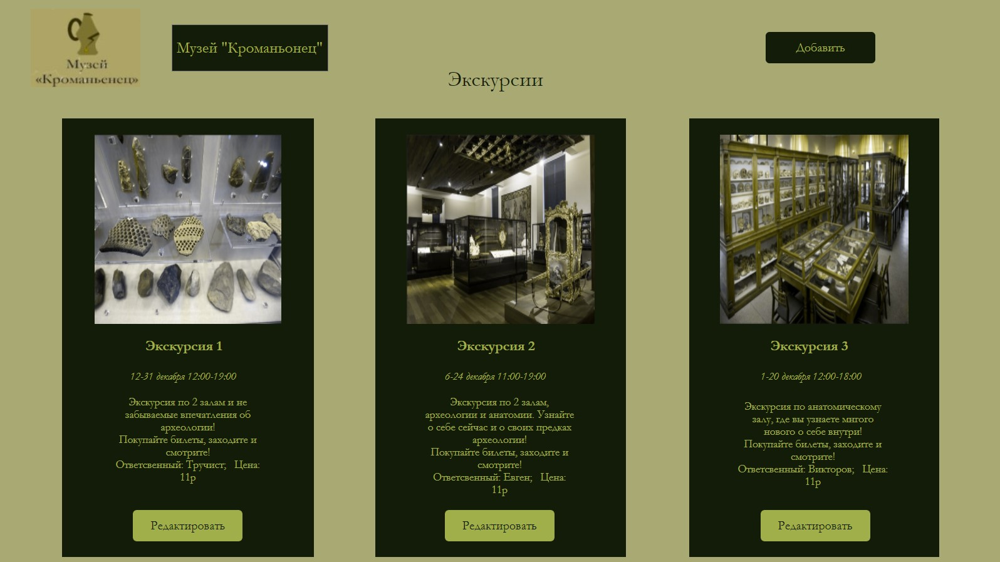 Музей
«Кроманьенец»
Музей "Кроманьонец"
Добавить
Экскурсии
Экскурсия 1
12-31 декабря 12:00-19:00
Экскурсия по 2 залам и не
забываемые впечатления об
археологии!
Покупайте билеты, заходите и
смотрите!
Ответсвенный: Тручист; Цена:
11р
Редактировать
Экскурсия 2
6-24 декабря 11:00-19:00
Экскурсия по 2 залам,
археологии и анатомии. Узнайте
о себе сейчас и о своих предках
археологии!
Покупайте билеты, заходите и
смотрите!
Ответсвенный: Евген; Цена:
11р
Редактировать
Экскурсия 3
1-20 декабря 12:00-18:00
Экскурсия по анатомическому
залу, где вы узнаете мнгого
нового о себе внутри!
Покупайте билеты, заходите и
смотрите!
Ответсвенный: Викторов; Цена:
11р
Редактировать